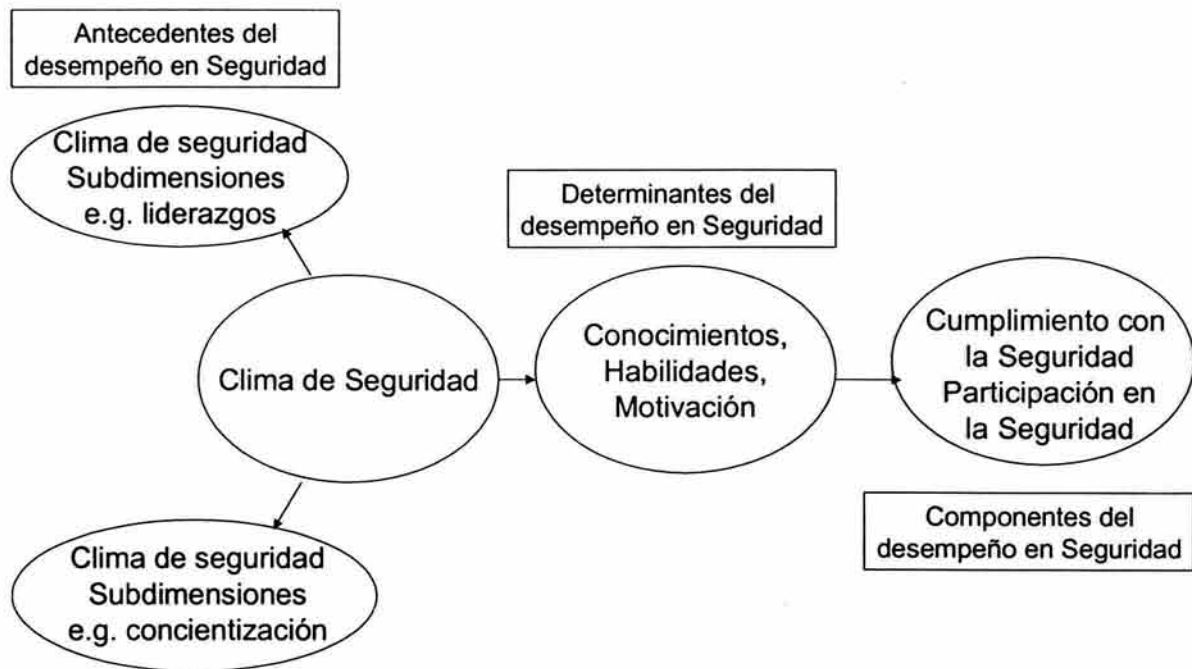 Antecedentes del
desempeño en Seguridad
Clima de seguridad
Subdimensiones
e.g. liderazgos
Determinantes del
desempeño en Seguridad
Clima de Seguridad
Conocimientos,
Habilidades,
Motivación
Cumplimiento con
la Seguridad
Participación en
la Seguridad
Componentes del
desempeño en Seguridad
Clima de seguridad
Subdimensiones
e.g. concientización